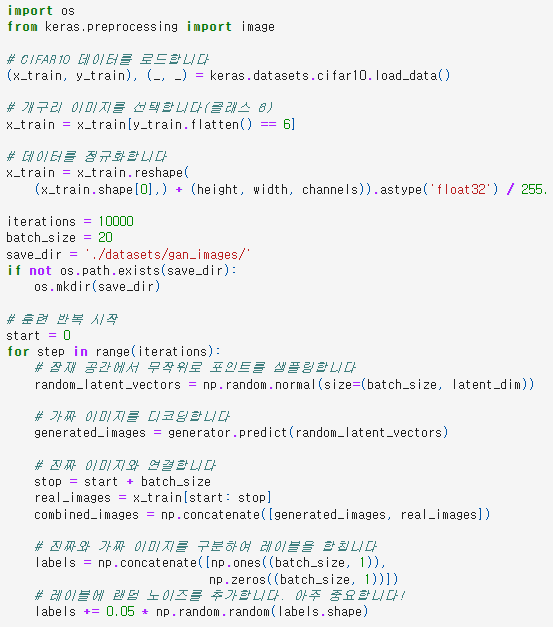 import os
from keras.preprocessing import image
# CIFAR10 데이터를 로드합니다
(x_train, y_train), (_, _) = keras.datasets.cifar10.load_data()
# 개구리 이미지를 선택합니다(클래스 6)
x_train = x_train[y_train.flatten() == 6]
# 데이터를 정규화합니다
x_train = x_train.reshape(
    (x_train.shape[0],) + (height, width, channels)).astype('float32') / 255.
iterations = 10000
batch_size = 20
save_dir = './datasets/gan_images/'
if not os.path.exists(save_dir):
    os.mkdir(save_dir)
# 훈련 반복 시작
start = 0
for step in range(iterations):
    # 잠재 공간에서 무작위로 포인트를 샘플링합니다
    random_latent_vectors = np.random.normal(size=(batch_size, latent_dim))
    # 가짜 이미지를 디코딩합니다
    generated_images = generator.predict(random_latent_vectors)
    # 진짜 이미지와 연결합니다
    stop = start + batch_size
    real_images = x_train[start: stop]
    combined_images = np.concatenate([generated_images, real_images])
    # 진짜와 가짜 이미지를 구분하여 레이블을 합칩니다
    labels = np.concatenate([np.ones((batch_size, 1)),
                             np.zeros((batch_size, 1))])
    # 레이블에 랜덤 노이즈를 추가합니다. 아주 중요합니다!
    labels += 0.05 * np.random.random(labels.shape)